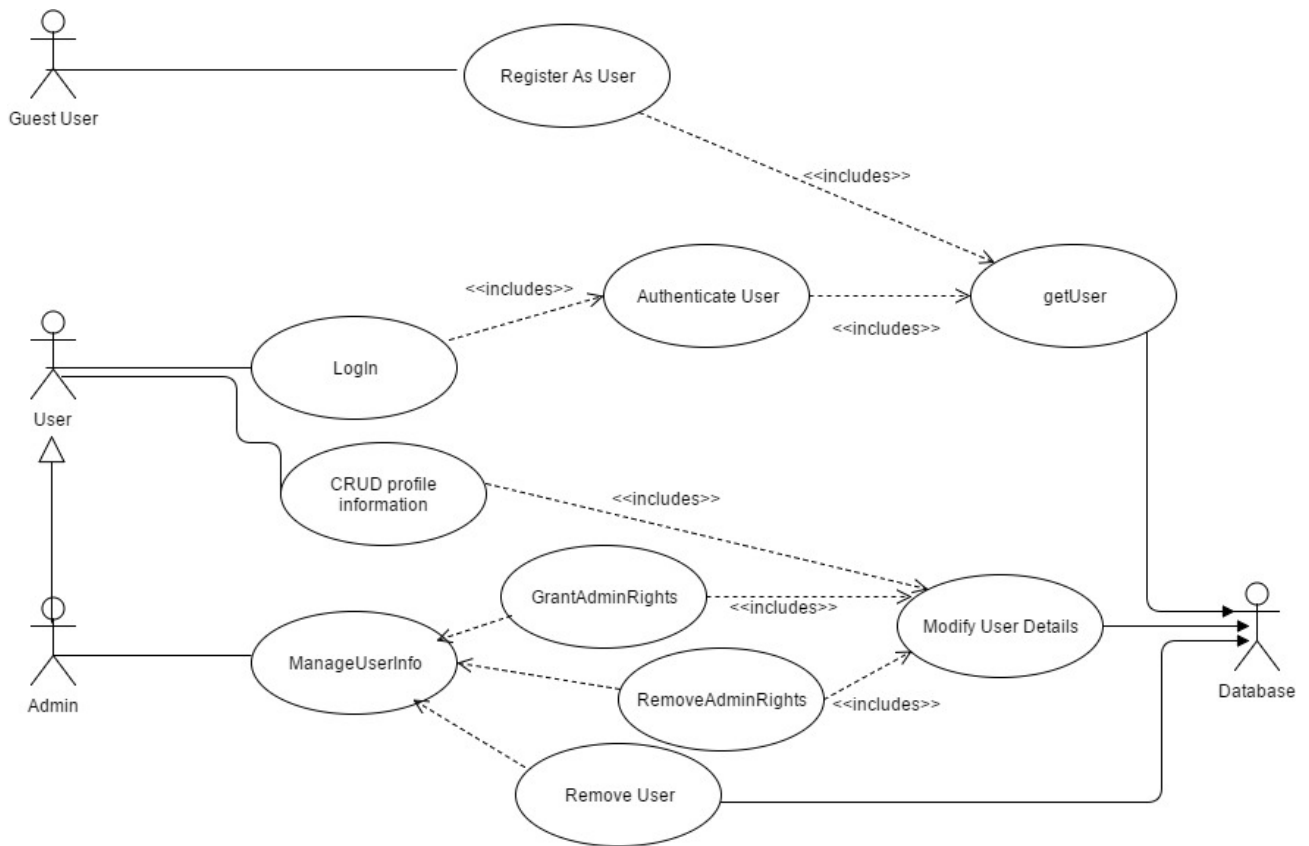 Register As User
Guest User
<<includes>>
<<includes>>
Authenticate User
getUser
<<includes>>
LogIn
User
CRUD profile
information
<<includes>>
GrantAdminRights
<<includes>>
Modify User Details
ManageUserInfo
RemoveAdminRights
<<includes>>
Admin
Database
Remove User